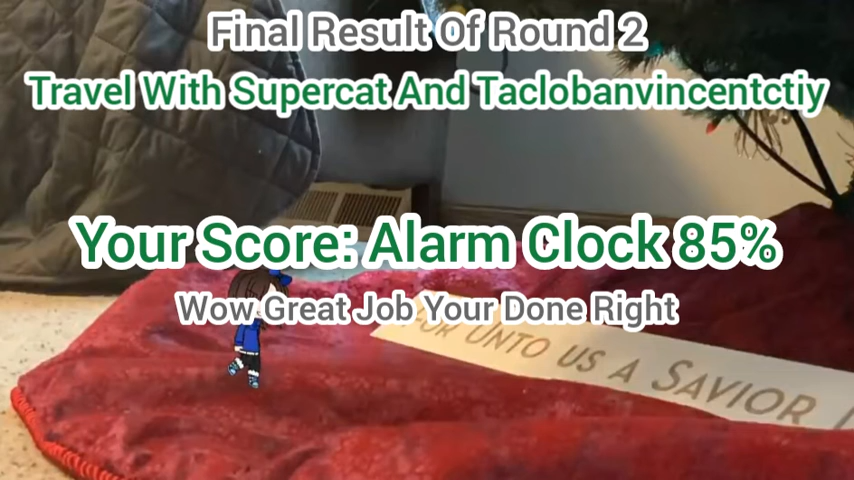 Final Result Of Round 2
Travel With Supercat And Taclobanvincentctiy
Your Score: Alarm Clock 85%
Wow Great Job Your Done Right
FOR UNTO US A SAVIOR